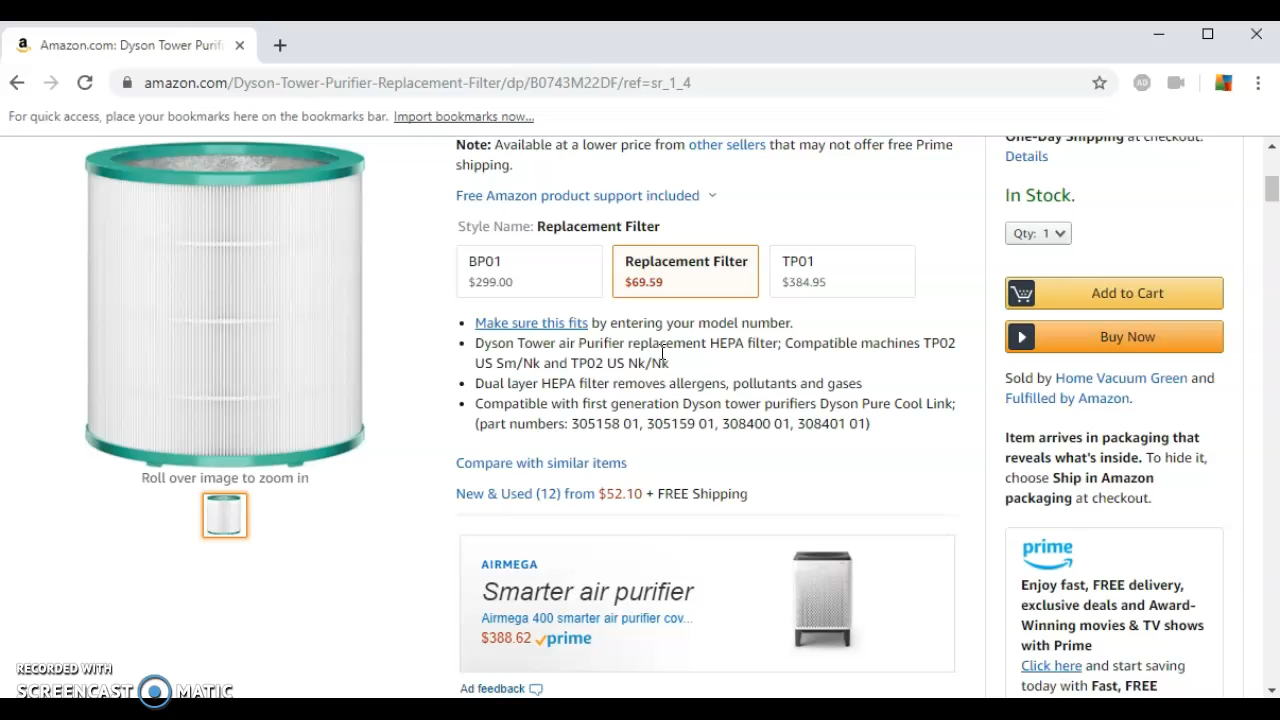 Amazon.com: Dyson Tower Purif
amazon.com/Dyson-Tower-Purifier-Replacement-Filter/dp/B0743M22DF/ref=sr_1_4
For quick access, place your bookmarks here on the bookmarks bar. Import bookmarks now...
Roll over image to zoom in
Note: Available at a lower price from other sellers that may not offer free Prime
shipping.
Free Amazon product support included
Style Name: Replacement Filter
BP01
$299.00
Replacement Filter
$69.59
TP01
$384.95
Make sure this fits by entering your model number.
Dyson Tower air Purifier replacement HEPA filter; Compatible machines TP02
US Sm/Nk and TP02 US Nk/Nk
Dual layer HEPA filter removes allergens, pollutants and gases
Compatible with first generation Dyson tower purifiers Dyson Pure Cool Link;
(part numbers: 305158 01, 305159 01, 308400 01, 308401 01)
Compare with similar items
New & Used (12) from $52.10 + FREE Shipping
AIRMEGA
Smarter air purifier
Airmega 400 smarter air purifier cov...
$388.62 prime
Ad feedback
One-Day Shipping at checkout.
Details
In Stock.
Qty: 1
Add to Cart
Buy Now
Sold by Home Vacuum Green and
Fulfilled by Amazon.
Item arrives in packaging that
reveals what's inside. To hide it,
choose Ship in Amazon
packaging at checkout.
prime
Enjoy fast, FREE delivery,
exclusive deals and Award-
Winning movies & TV shows
with Prime
Click here and start saving
today with Fast, FREE
RECORDED WITH
SCREENCAST MATIC